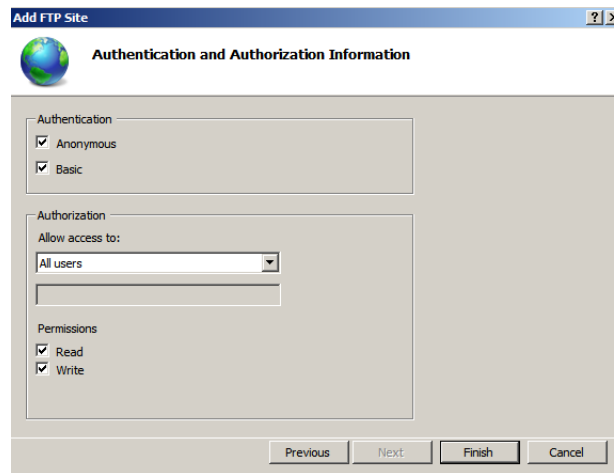 Add FTP Site
Authentication and Authorization Information
Authentication
Anonymous
Basic
Authorization
Allow access to:
All users
Permissions
Read
Write
Previous Next Finish Cancel